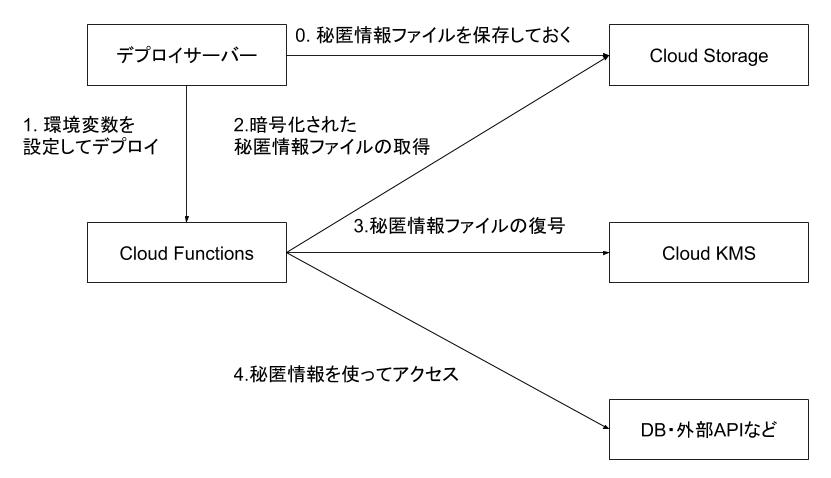 デプロイサーバー
0. 秘匿情報ファイルを保存しておく
Cloud Storage
1. 環境変数を
設定してデプロイ
2.暗号化された
秘匿情報ファイルの取得
Cloud Functions
3.秘匿情報ファイルの復号
Cloud KMS
4.秘匿情報を使ってアクセス
DB・外部APIなど